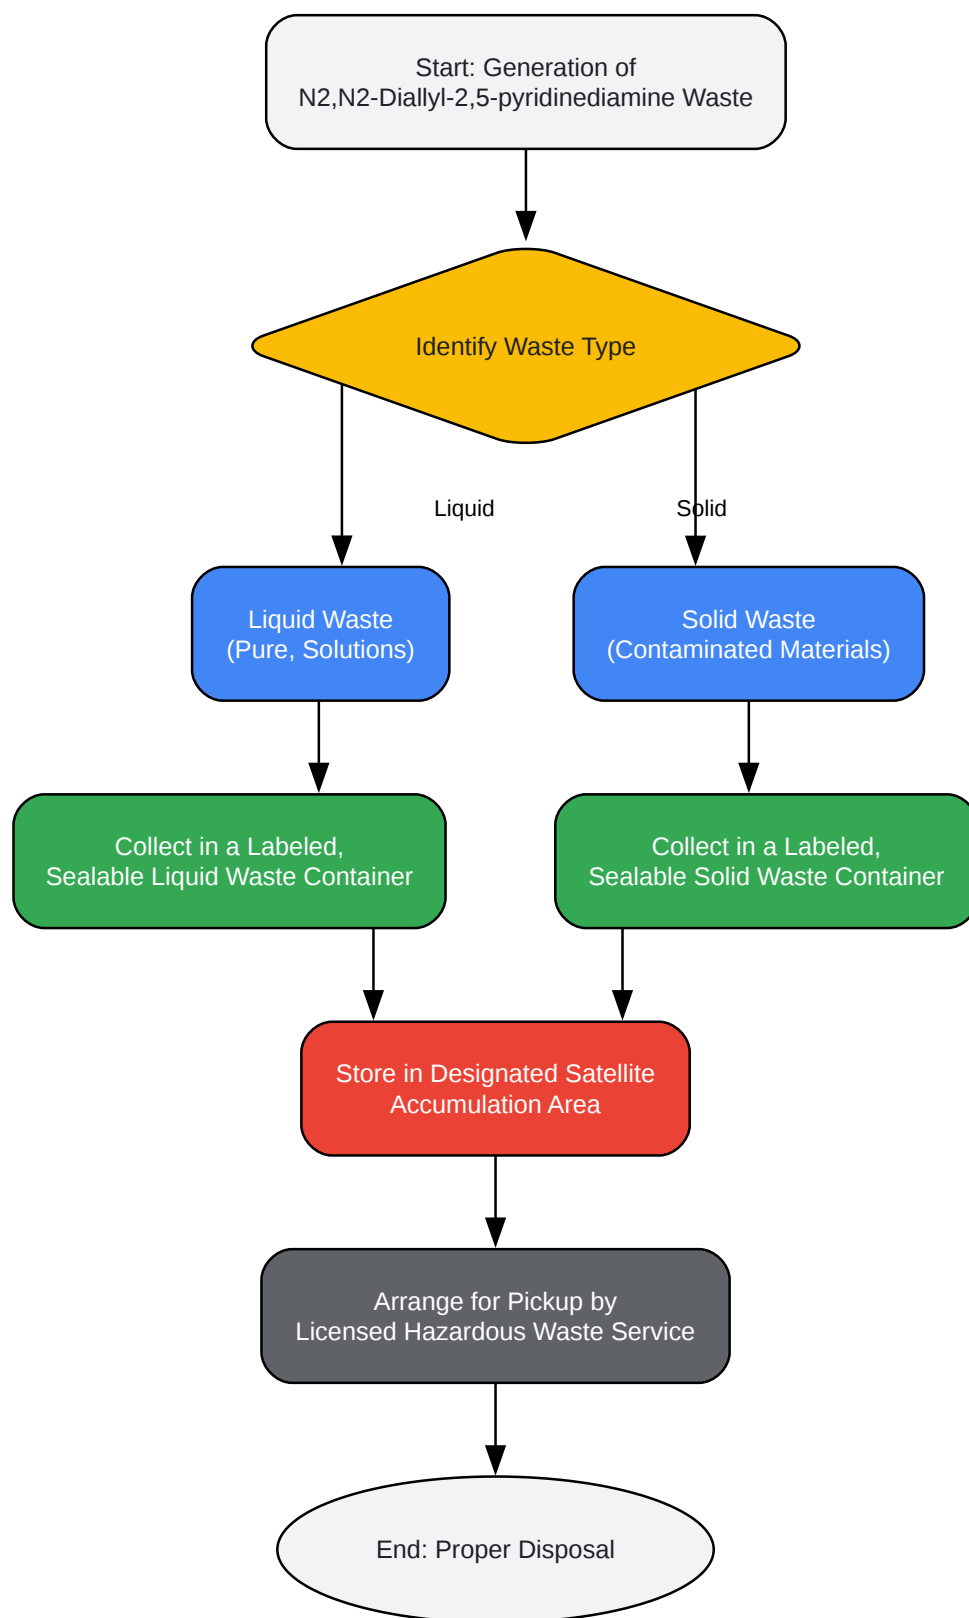 Start: Generation of
N2,N2-Diallyl-2,5-pyridinediamine Waste
Identify Waste Type
Liquid
Solid
Liquid Waste
(Pure, Solutions)
Solid Waste
(Contaminated Materials)
Collect in a Labeled,
Sealable Liquid Waste Container
Collect in a Labeled,
Sealable Solid Waste Container
Store in Designated Satellite
Accumulation Area
Arrange for Pickup by
Licensed Hazardous Waste Service
End: Proper Disposal